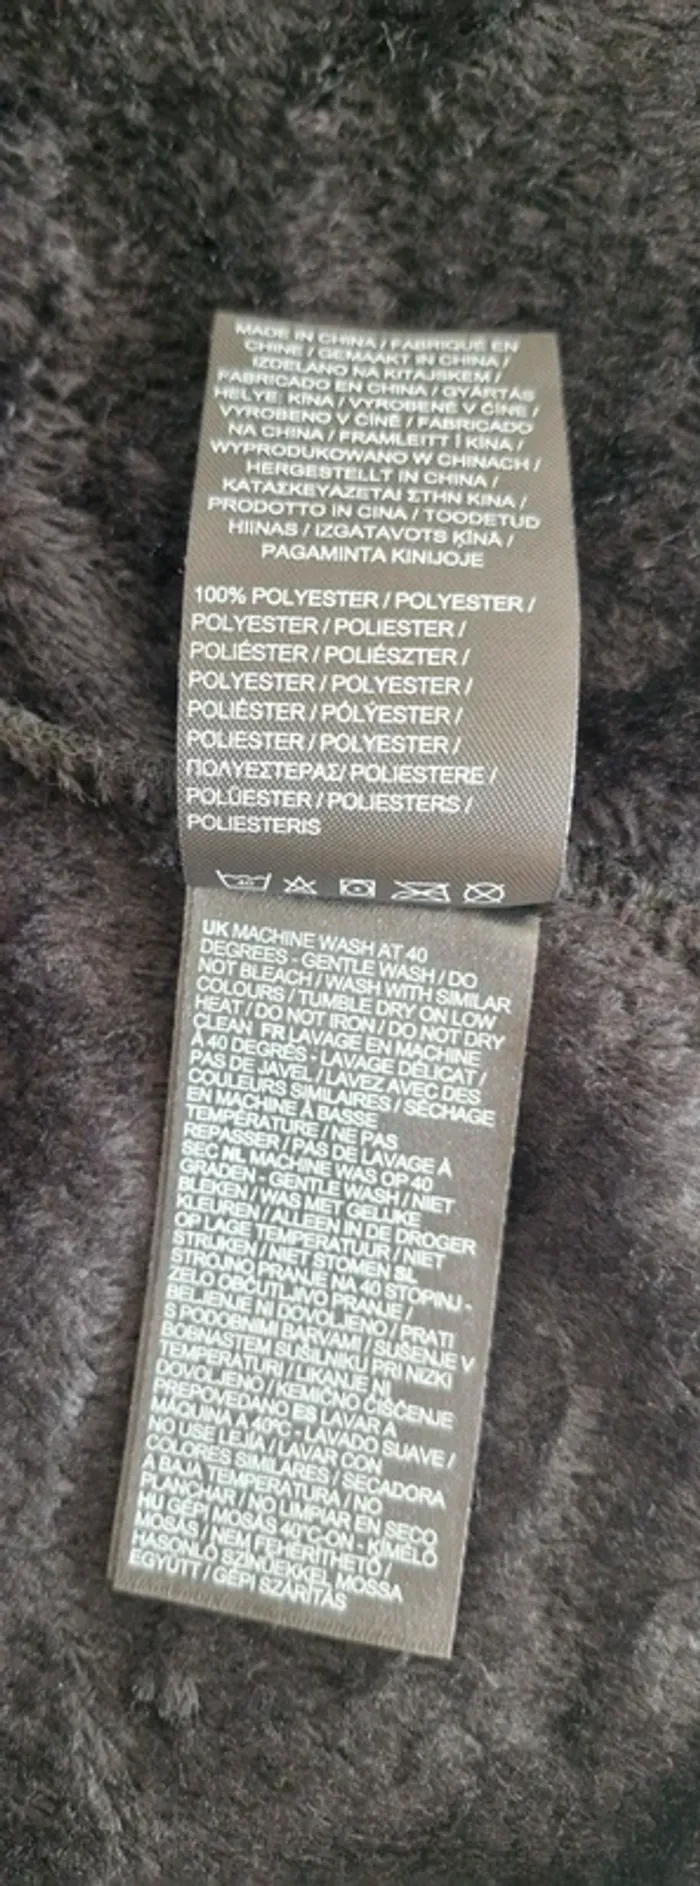 MADE IN CHINA / FABRIQUÉ EN
CHINE / GEMAAKT IN CHINA /
IZDELANO NA KITAJSKEM /
FABRICADO EN CHINA / GYÁRTÁS
HELYE: KÍNA / VYROBENÉ V ČÍNE /
VYROBENO V ČÍNĚ / FABRICADO
NA CHINA / FRAMLEITT Í KÍNA /
WYPRODUKOWANO W CHINACH /
HERGESTELLT IN CHINA /
ΚΑΤΑΣΚΕΥΑΖΕΤΑΙ ΣΤΗΝ ΚΙΝΑ /
PRODOTTO IN CINA / TOODETUD
HIINAS / IZGATAVOTS ĶĪNĀ /
PAGAMINTA KINIJOJE
100% POLYESTER / POLYESTER /
POLYESTER / POLIESTER /
POLIÉSTER / POLIÉSZTER /
POLYESTER / POLYESTER /
POLIÉSTER / PÓLÝESTER /
POLIESTER / POLYESTER /
ΠΟΛΥΕΣΤΕΡΑΣ/ POLIESTERE /
POLÜESTER / POLIESTERS /
POLIESTERIS
40
UK MACHINE WASH AT 40
DEGREES - GENTLE WASH / DO
NOT BLEACH / WASH WITH SIMILAR
COLOURS / TUMBLE DRY ON LOW
HEAT / DO NOT IRON / DO NOT DRY
CLEAN FR LAVAGE EN MACHINE
À 40 DEGRÉS - LAVAGE DÉLICAT /
PAS DE JAVEL / LAVEZ AVEC DES
COULEURS SIMILAIRES / SÉCHAGE
EN MACHINE À BASSE
TEMPÉRATURE / NE PAS
REPASSER / PAS DE LAVAGE À
SEC NL MACHINE WAS OP 40
GRADEN - GENTLE WASH / NIET
BLEKEN / WAS MET GELIJKE
KLEUREN / ALLEEN IN DE DROGER
OP LAGE TEMPERATUUR / NIET
STRIJKEN / NIET STOMEN SL
STROJNO PRANJE NA 40 STOPINJ -
ZELO OBČUTLJIVO PRANJE /
BELJENJE NI DOVOLJENO / PRATI
S PODOBNIMI BARVAMI / SUŠENJE V
BOBNASTEM SUŠILNIKU PRI NIZKI
TEMPERATURI / LIKANJE NI
DOVOLJENO / KEMIČNO ČIŠČENJE
PREPOVEDANO ES LAVAR A
MÁQUINA A 40ºC - LAVADO SUAVE /
NO USE LEJÍA / LAVAR CON
COLORES SIMILARES / SECADORA
A BAJA TEMPERATURA / NO
PLANCHAR / NO LIMPIAR EN SECO
HU GÉPI MOSÁS 40°C-ON - KÍMÉLŐ
MOSÁS / NEM FEHÉRÍTHETŐ /
HASONLÓ SZÍNŰEKKEL MOSSA
EGYÜTT / GÉPI SZÁRÍTÁS